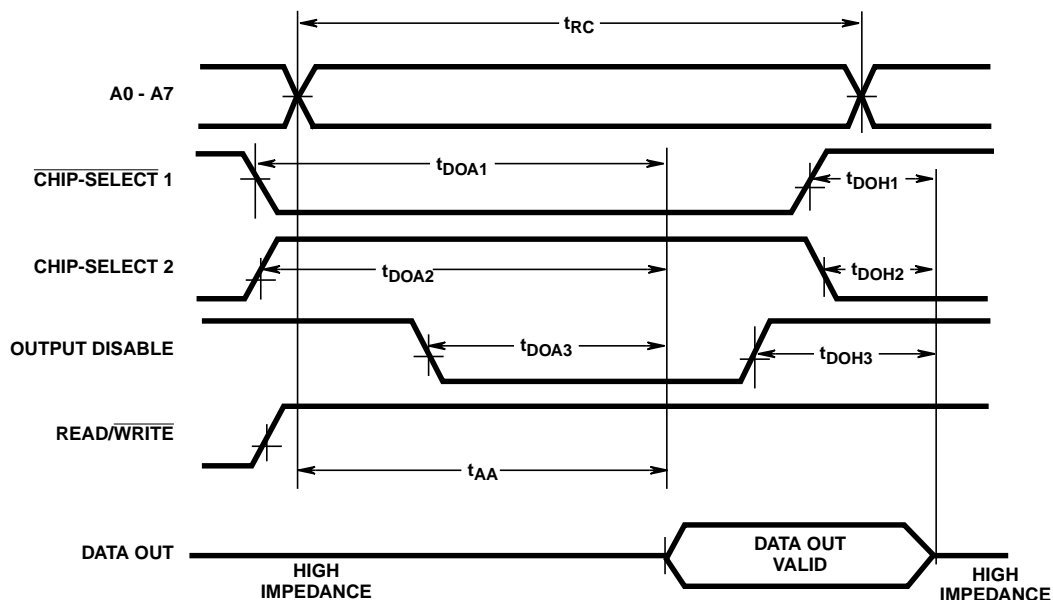 tRC
A0 - A7
CHIP-SELECT 1
tDOA1
tDOH1
CHIP-SELECT 2
tDOA2
tDOH2
OUTPUT DISABLE
tDOA3
tDOH3
READ/WRITE
tAA
DATA OUT
DATA OUT
VALID
HIGH
IMPEDANCE
HIGH
IMPEDANCE